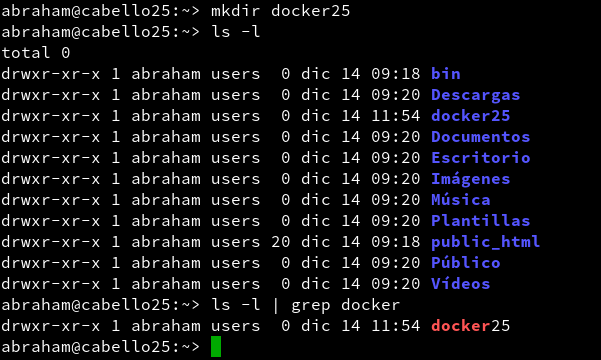 abraham@cabello25:~> mkdir docker25
abraham@cabello25:~> ls -l
total 0
drwxr-xr-x 1 abraham users  0 dic 14 09:18 bin
drwxr-xr-x 1 abraham users  0 dic 14 09:20 Descargas
drwxr-xr-x 1 abraham users  0 dic 14 11:54 docker25
drwxr-xr-x 1 abraham users  0 dic 14 09:20 Documentos
drwxr-xr-x 1 abraham users  0 dic 14 09:20 Escritorio
drwxr-xr-x 1 abraham users  0 dic 14 09:20 Imágenes
drwxr-xr-x 1 abraham users  0 dic 14 09:20 Música
drwxr-xr-x 1 abraham users  0 dic 14 09:20 Plantillas
drwxr-xr-x 1 abraham users 20 dic 14 09:18 public_html
drwxr-xr-x 1 abraham users  0 dic 14 09:20 Público
drwxr-xr-x 1 abraham users  0 dic 14 09:20 Vídeos
abraham@cabello25:~> ls -l | grep docker
drwxr-xr-x 1 abraham users  0 dic 14 11:54 docker25
abraham@cabello25:~>